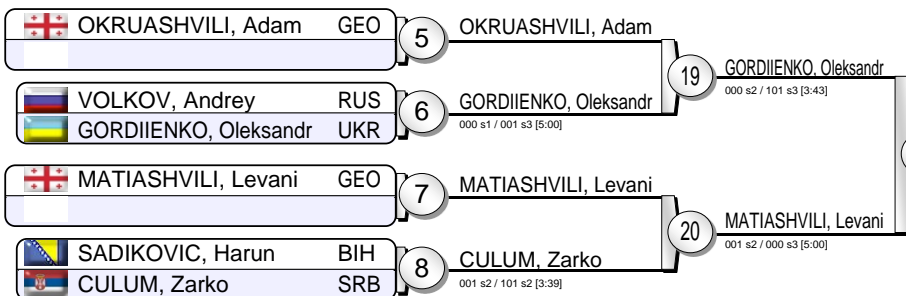 OKRUASHVILI, Adam GEO
5
OKRUASHVILI, Adam
VOLKOV, Andrey RUS
GORDIIENKO, Oleksandr UKR
6
GORDIIENKO, Oleksandr
000 s1 / 001 s3 [5:00]
19
GORDIIENKO, Oleksandr
000 s2 / 101 s3 [3:43]
MATIASHVILI, Levani GEO
7
MATIASHVILI, Levani
SADIKOVIC, Harun BIH
CULUM, Zarko SRB
8
CULUM, Zarko
001 s2 / 101 s2 [3:39]
20
MATIASHVILI, Levani
001 s2 / 000 s3 [5:00]